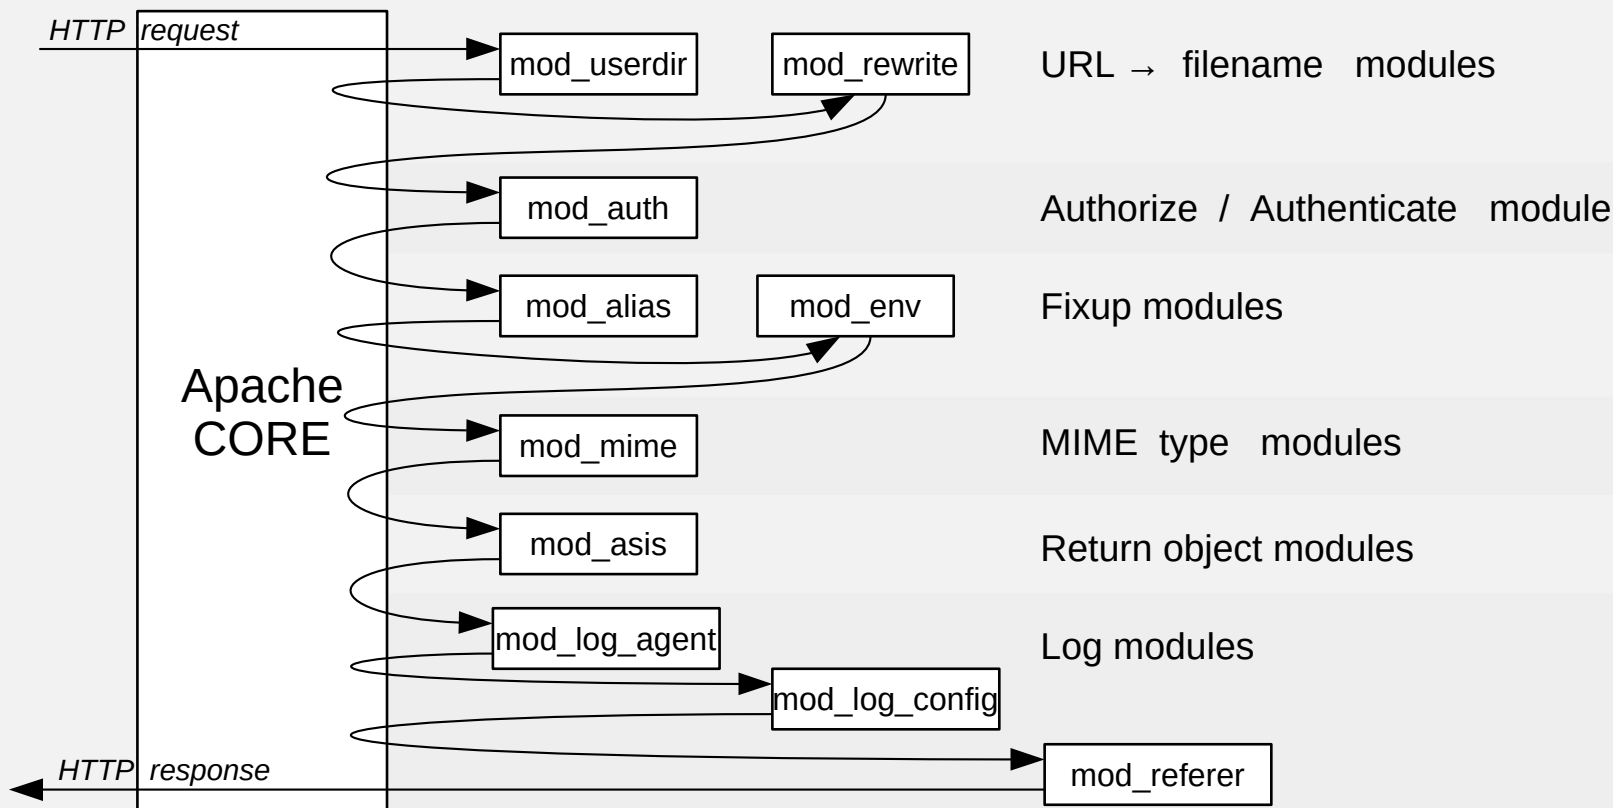 HTTP request
mod_userdir
mod_rewrite
URL → filename modules
mod_auth
Authorize / Authenticate module
mod_alias
mod_env
Fixup modules
Apache
CORE
mod_mime
MIME type modules
mod_asis
Return object modules
mod_log_agent
Log modules
mod_log_config
HTTP response
mod_referer